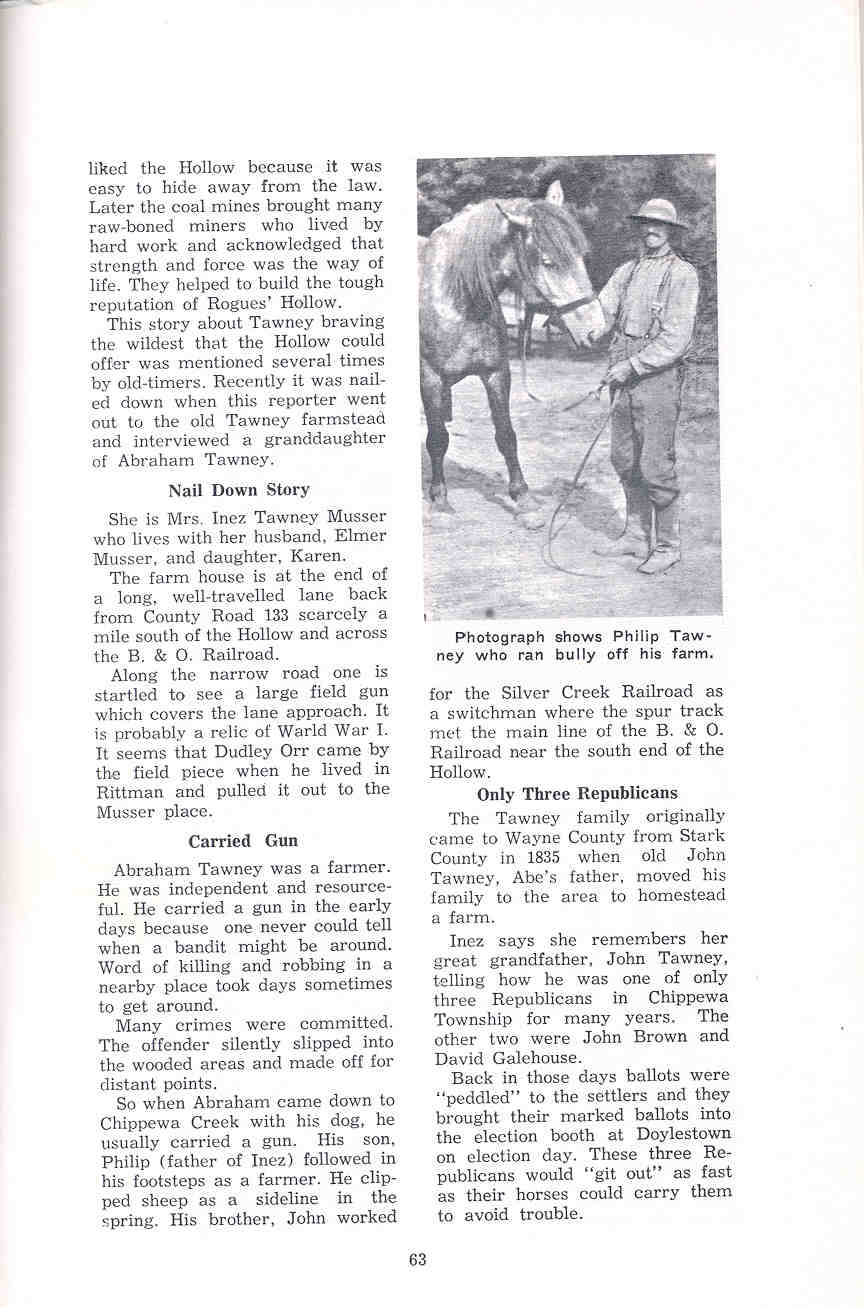 liked the Hollow because it was
easy to hide away from the law.
Later the coal mines brought many
raw-boned miners who lived by
hard work and acknowledged that
strength and force was the way of
life. They helped to build the tough
reputation of Rogues' Hollow.
This story about Tawney braving
the wildest that the Hollow could
offer was mentioned several times
by old-timers. Recently it was nail-
ed down when this reporter went
out to the old Tawney farmstead
and interviewed a granddaughter
of Abraham Tawney.
Nail Down Story
She is Mrs. Inez Tawney Musser
who lives with her husband, Elmer
Musser, and daughter, Karen.
The farm house is at the end of
a long, well-travelled lane back
from County Road 133 scarcely a
mile south of the Hollow and across
the B. & O. Railroad.
Along the narrow road one is
startled to see a large field gun
which covers the lane approach. It
is probably a relic of Warld War I.
It seems that Dudley Orr came by
the field piece when he lived in
Rittman and pulled it out to the
Musser place.
Carried Gun
Abraham Tawney was a farmer.
He was independent and resource-
ful. He carried a gun in the early
days because one never could tell
when a bandit might be around.
Word of killing and robbing in a
nearby place took days sometimes
to get around.
Many crimes were committed.
The offender silently slipped into
the wooded areas and made off for
distant points.
So when Abraham came down to
Chippewa Creek with his dog, he
usually carried a gun. His son,
Philip (father of Inez) followed in
his footsteps as a farmer. He clip-
ped sheep as a sideline in the
spring. His brother, John worked
Photograph shows Philip Taw-
ney who ran bully off his farm.
for the Silver Creek Railroad as
a switchman where the spur track
met the main line of the B. & O.
Railroad near the south end of the
Hollow.
Only Three Republicans
The Tawney family originally
came to Wayne County from Stark
County in 1835 when old John
Tawney, Abe's father, moved his
family to the area to homestead
a farm.
Inez says she remembers her
great grandfather, John Tawney,
telling how he was one of only
three Republicans in Chippewa
Township for many years. The
other two were John Brown and
David Galehouse.
Back in those days ballots were
"peddled" to the settlers and they
brought their marked ballots into
the election booth at Doylestown
on election day. These three Re-
publicans would "git out" as fast
as their horses could carry them
to avoid trouble.
63